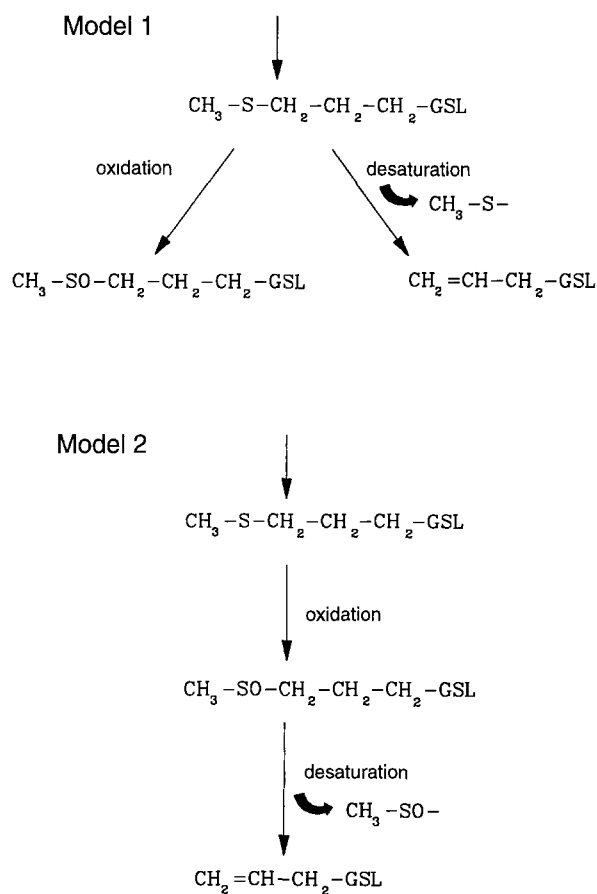 Model 1
CH₃-S-CH₂-CH₂-CH₂-GSL
oxidation
desaturation
CH₃-S-
CH₃-SO-CH₂-CH₂-CH₂-GSL
CH₂=CH-CH₂-GSL
Model 2
CH₃-S-CH₂-CH₂-CH₂-GSL
oxidation
CH₃-SO-CH₂-CH₂-CH₂-GSL
desaturation
CH₃-SO-
CH₂=CH-CH₂-GSL